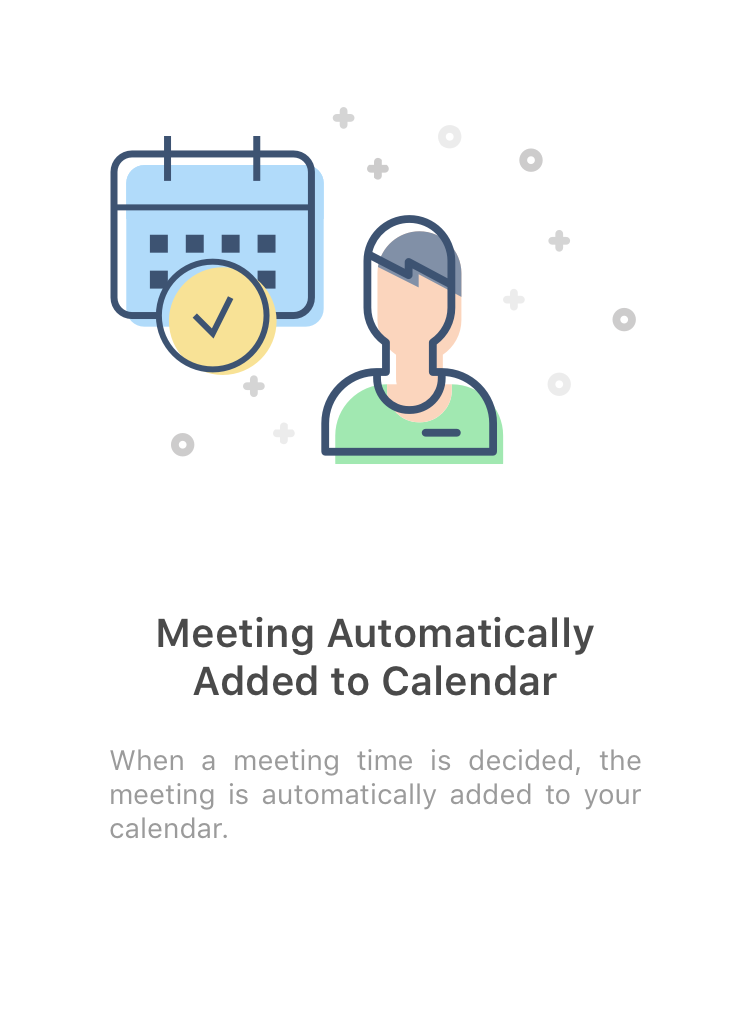 Meeting Automatically
Added to Calendar
When a meeting time is decided, the
meeting is automatically added to your
calendar.